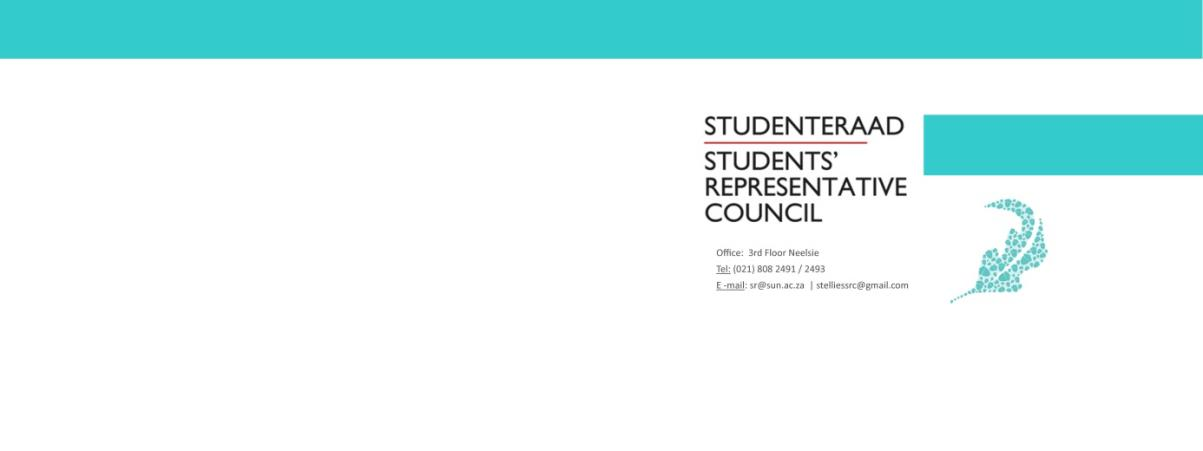 STUDENTERAAD
STUDENTS’
REPRESENTATIVE
COUNCIL
Office: 3rd Floor Neelsie
Tel: (021) 808 2491 / 2493
E -mail: sr@sun.ac.za | stelliessrc@gmail.com